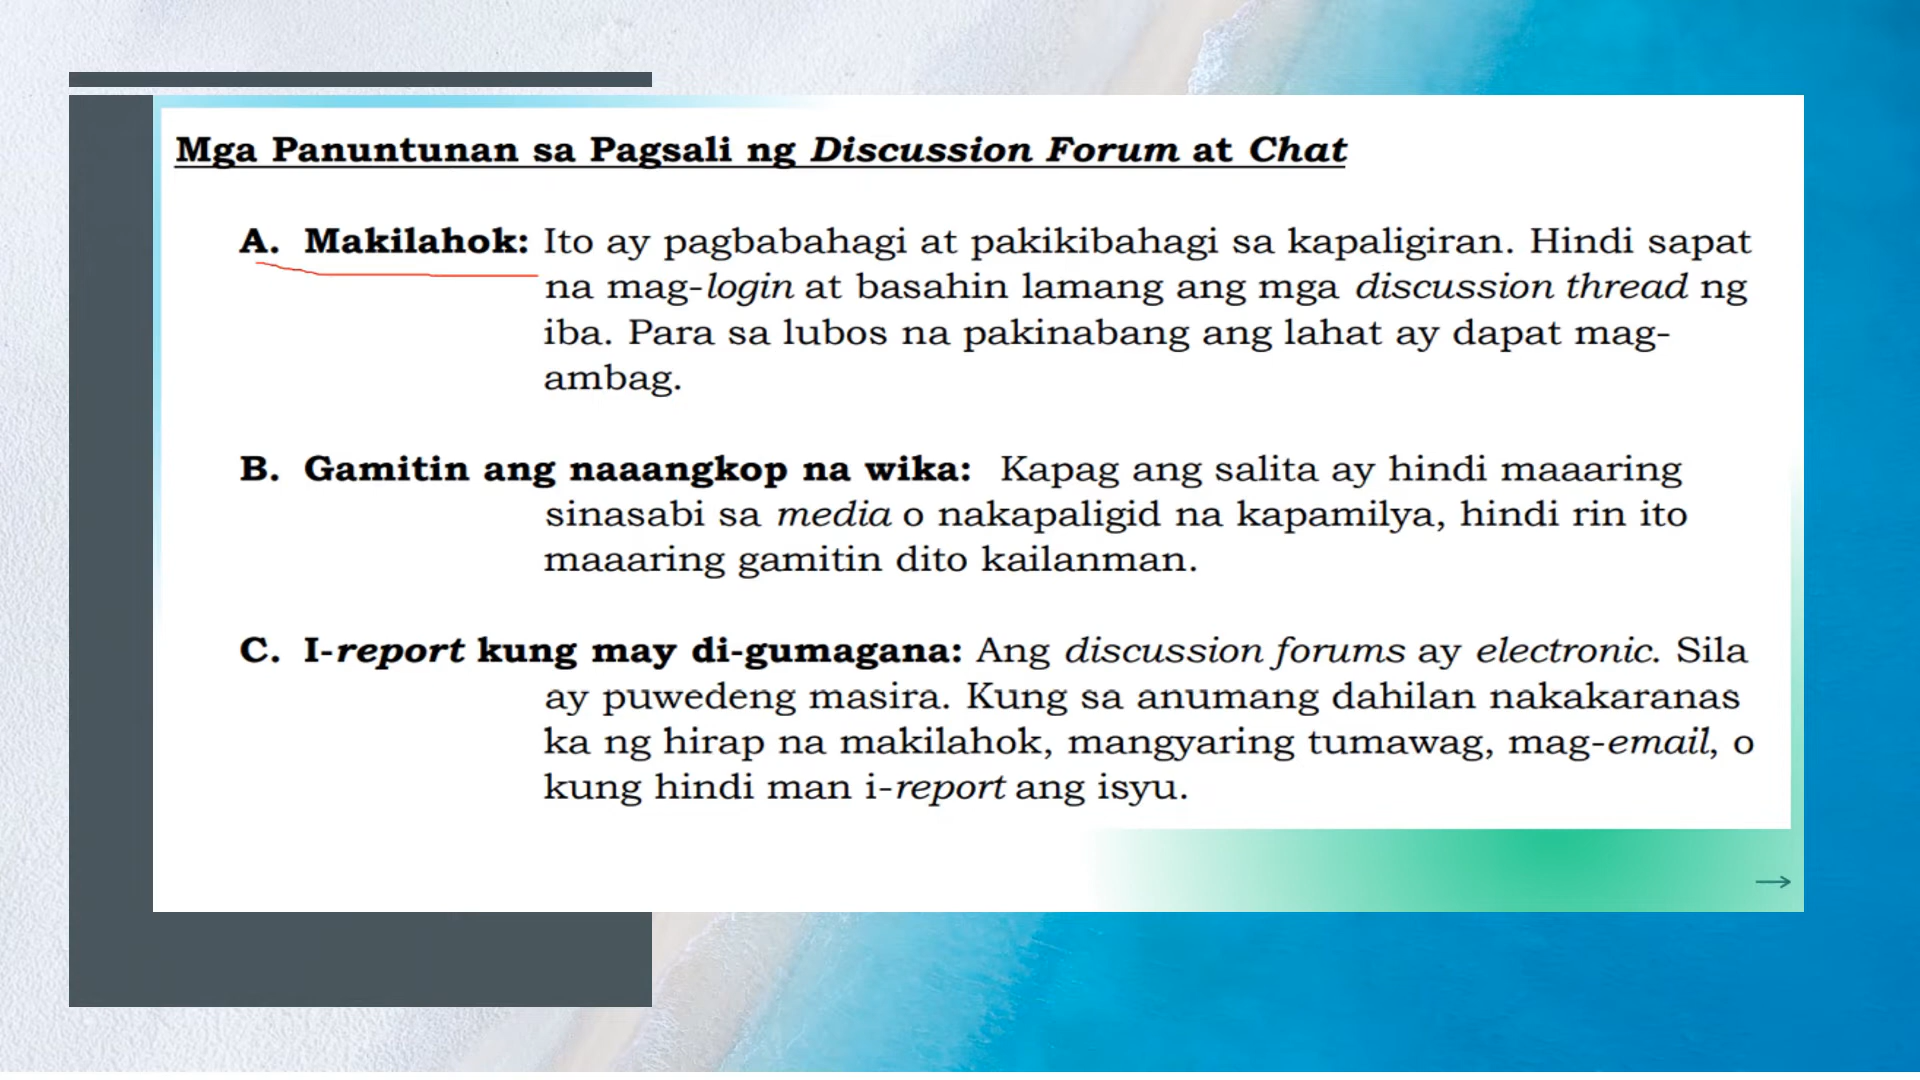 Mga Panuntunan sa Pagsali ng Discussion Forum at Chat
A. Makilahok: Ito ay pagbabahagi at pakikibahagi sa kapaligiran. Hindi sapat
na mag-login at basahin lamang ang mga discussion thread ng
iba. Para sa lubos na pakinabang ang lahat ay dapat mag-
ambag.
B. Gamitin ang naaangkop na wika: Kapag ang salita ay hindi maaaring
sinasabi sa media o nakapaligid na kapamilya, hindi rin ito
maaaring gamitin dito kailanman.
C. I-report kung may di-gumagana: Ang discussion forums ay electronic. Sila
ay puwedeng masira. Kung sa anumang dahilan nakakaranas
ka ng hirap na makilahok, mangyaring tumawag, mag-email, o
kung hindi man i-report ang isyu.